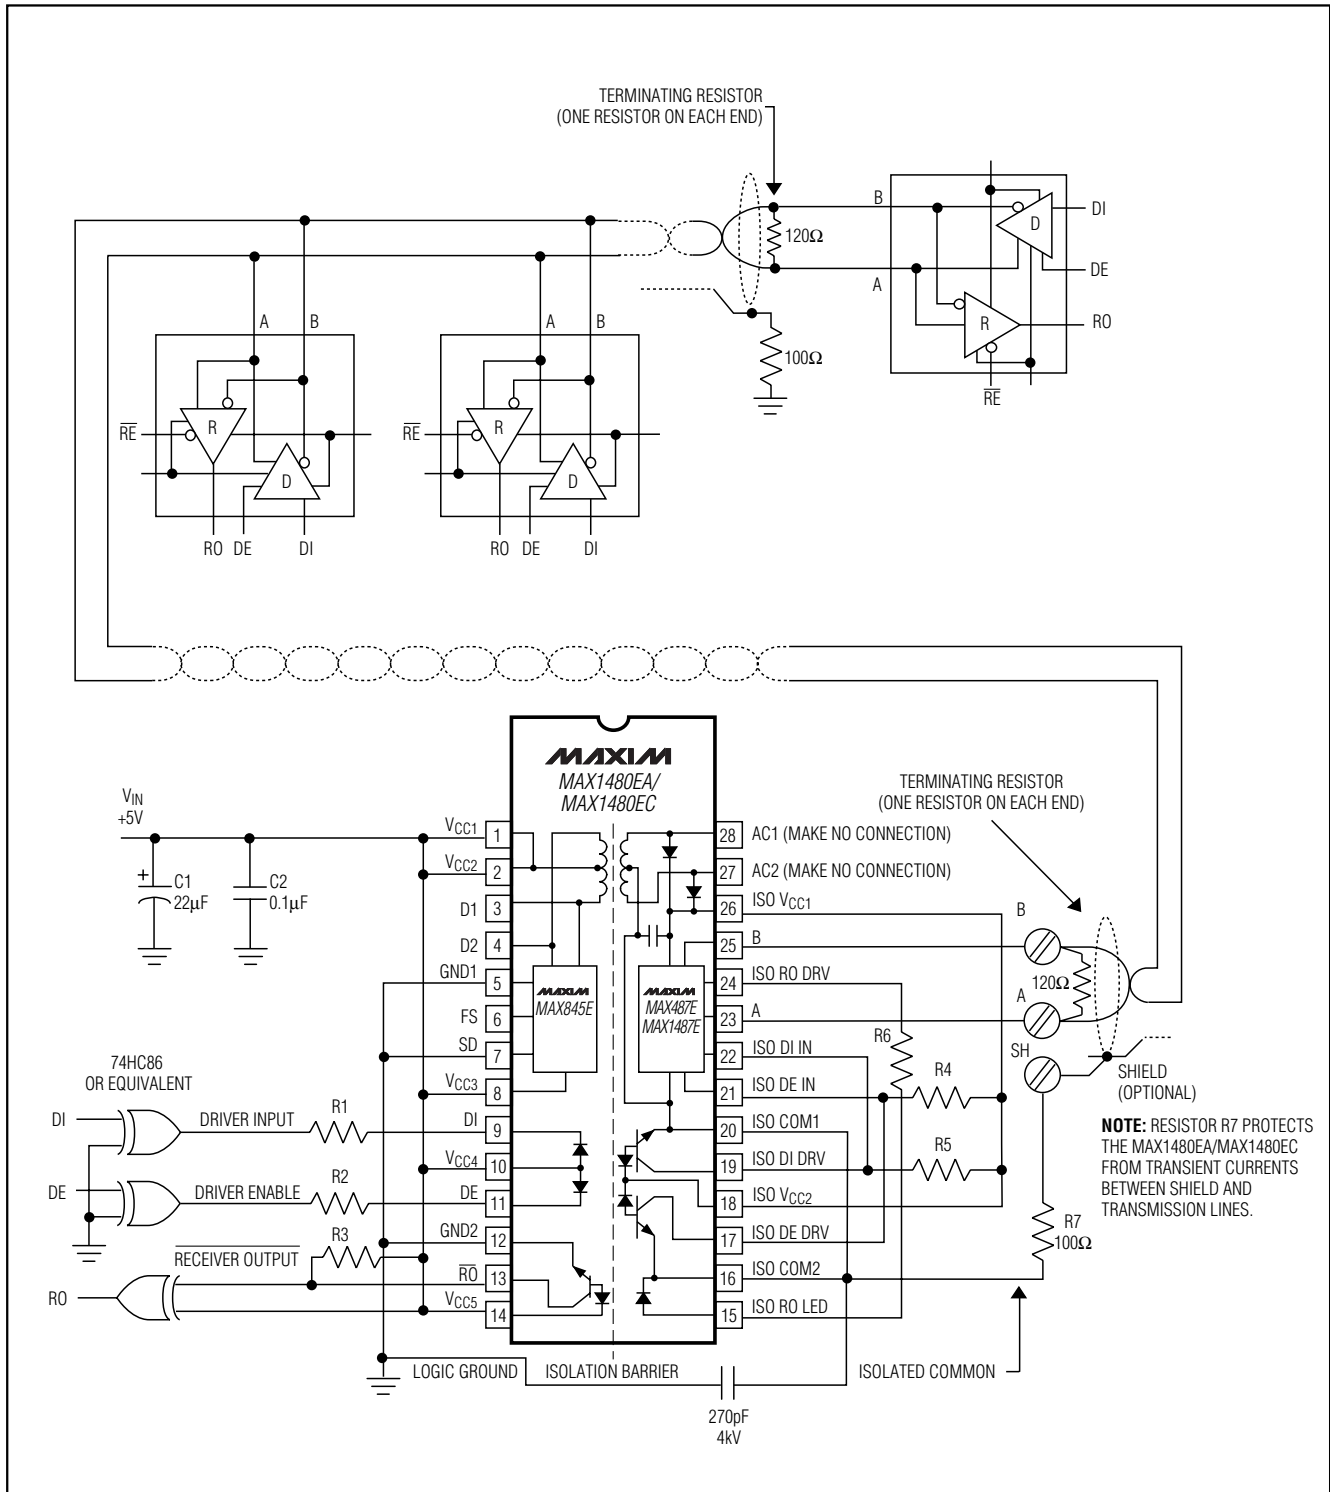 TERMINATING RESISTOR
(ONE RESISTOR ON EACH END)
B
DI
D
120Ω
DE
A
R
RO
100Ω
RE
A B
A B
RE
R
D
RE
R
D
RO DE DI
RO DE DI
MAXIM
MAX1480EA/
MAX1480EC
TERMINATING RESISTOR
(ONE RESISTOR ON EACH END)
VIN
+5V
+
C1
22µF
C2
0.1µF
VCC1 1
VCC2 2
D1 3
D2 4
GND1 5
FS 6
SD 7
VCC3 8
DI 9
VCC4 10
DE 11
GND2 12
RO 13
VCC5 14
MAXIM
MAX845E
MAXIM
MAX487E
MAX1487E
28 AC1 (MAKE NO CONNECTION)
27 AC2 (MAKE NO CONNECTION)
26 ISO VCC1
25 B
24 ISO RO DRV
23 A
22 ISO DI IN
21 ISO DE IN
20 ISO COM1
19 ISO DI DRV
18 ISO VCC2
17 ISO DE DRV
16 ISO COM2
15 ISO RO LED
B
120Ω
A
SH
R6
R4
R5
SHIELD
(OPTIONAL)
NOTE: RESISTOR R7 PROTECTS
THE MAX1480EA/MAX1480EC
FROM TRANSIENT CURRENTS
BETWEEN SHIELD AND
TRANSMISSION LINES.
R7
100Ω
74HC86
OR EQUIVALENT
DI
DRIVER INPUT
R1
DE
DRIVER ENABLE
R2
R3
RECEIVER OUTPUT
RO
LOGIC GROUND
ISOLATION BARRIER
ISOLATED COMMON
270pF
4kV